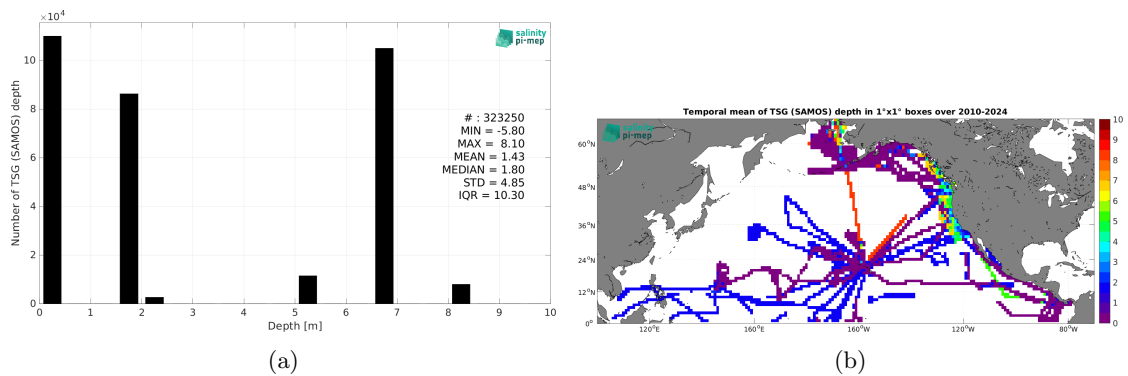 ×10⁴
10
8
6
4
2
0
Number of TSG (SAMOS) depth
salinity
pi-mep
# : 323250
MIN = -5.80
MAX = 8.10
MEAN = 1.43
MEDIAN = 1.80
STD = 4.85
IQR = 10.30
0 1 2 3 4 5 6 7 8 9 10
Depth [m]
(a)
Temporal mean of TSG (SAMOS) depth in 1°x1° boxes over 2010-2024
salinity
pi-mep
60°N
48°N
36°N
24°N
12°N
0°
120°E 160°E 160°W 120°W 80°W
10
9
8
7
6
5
4
3
2
1
0
(b)